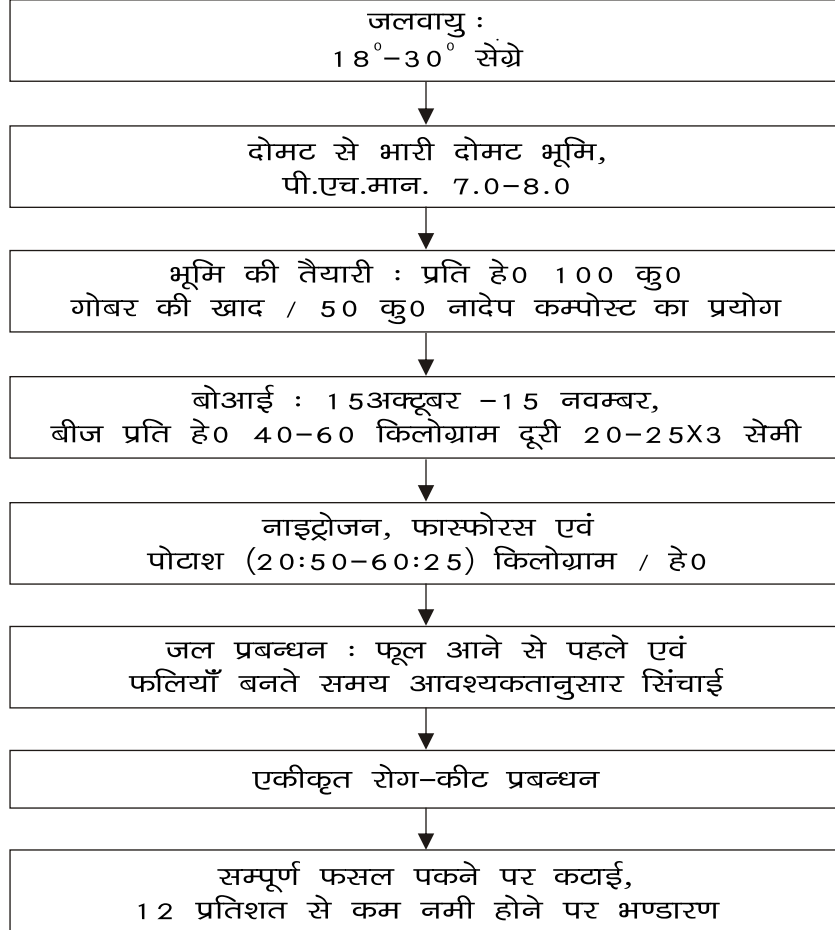 जलवायु :
18⁰–30⁰ सेंग्रे
दोमट से भारी दोमट भूमि,
पी.एच.मान. 7.0–8.0
भूमि की तैयारी : प्रति हे0 100 कु0
गोबर की खाद / 50 कु0 नादेप कम्पोस्ट का प्रयोग
बोआई : 15अक्टूबर –15 नवम्बर,
बीज प्रति हे0 40–60 किलोग्राम दूरी 20–25X3 सेमी
नाइट्रोजन, फास्फोरस एवं
पोटाश (20:50–60:25) किलोग्राम / हे0
जल प्रबन्धन : फूल आने से पहले एवं
फलियाँ बनते समय आवश्यकतानुसार सिंचाई
एकीकृत रोग–कीट प्रबन्धन
सम्पूर्ण फसल पकने पर कटाई,
12 प्रतिशत से कम नमी होने पर भण्डारण